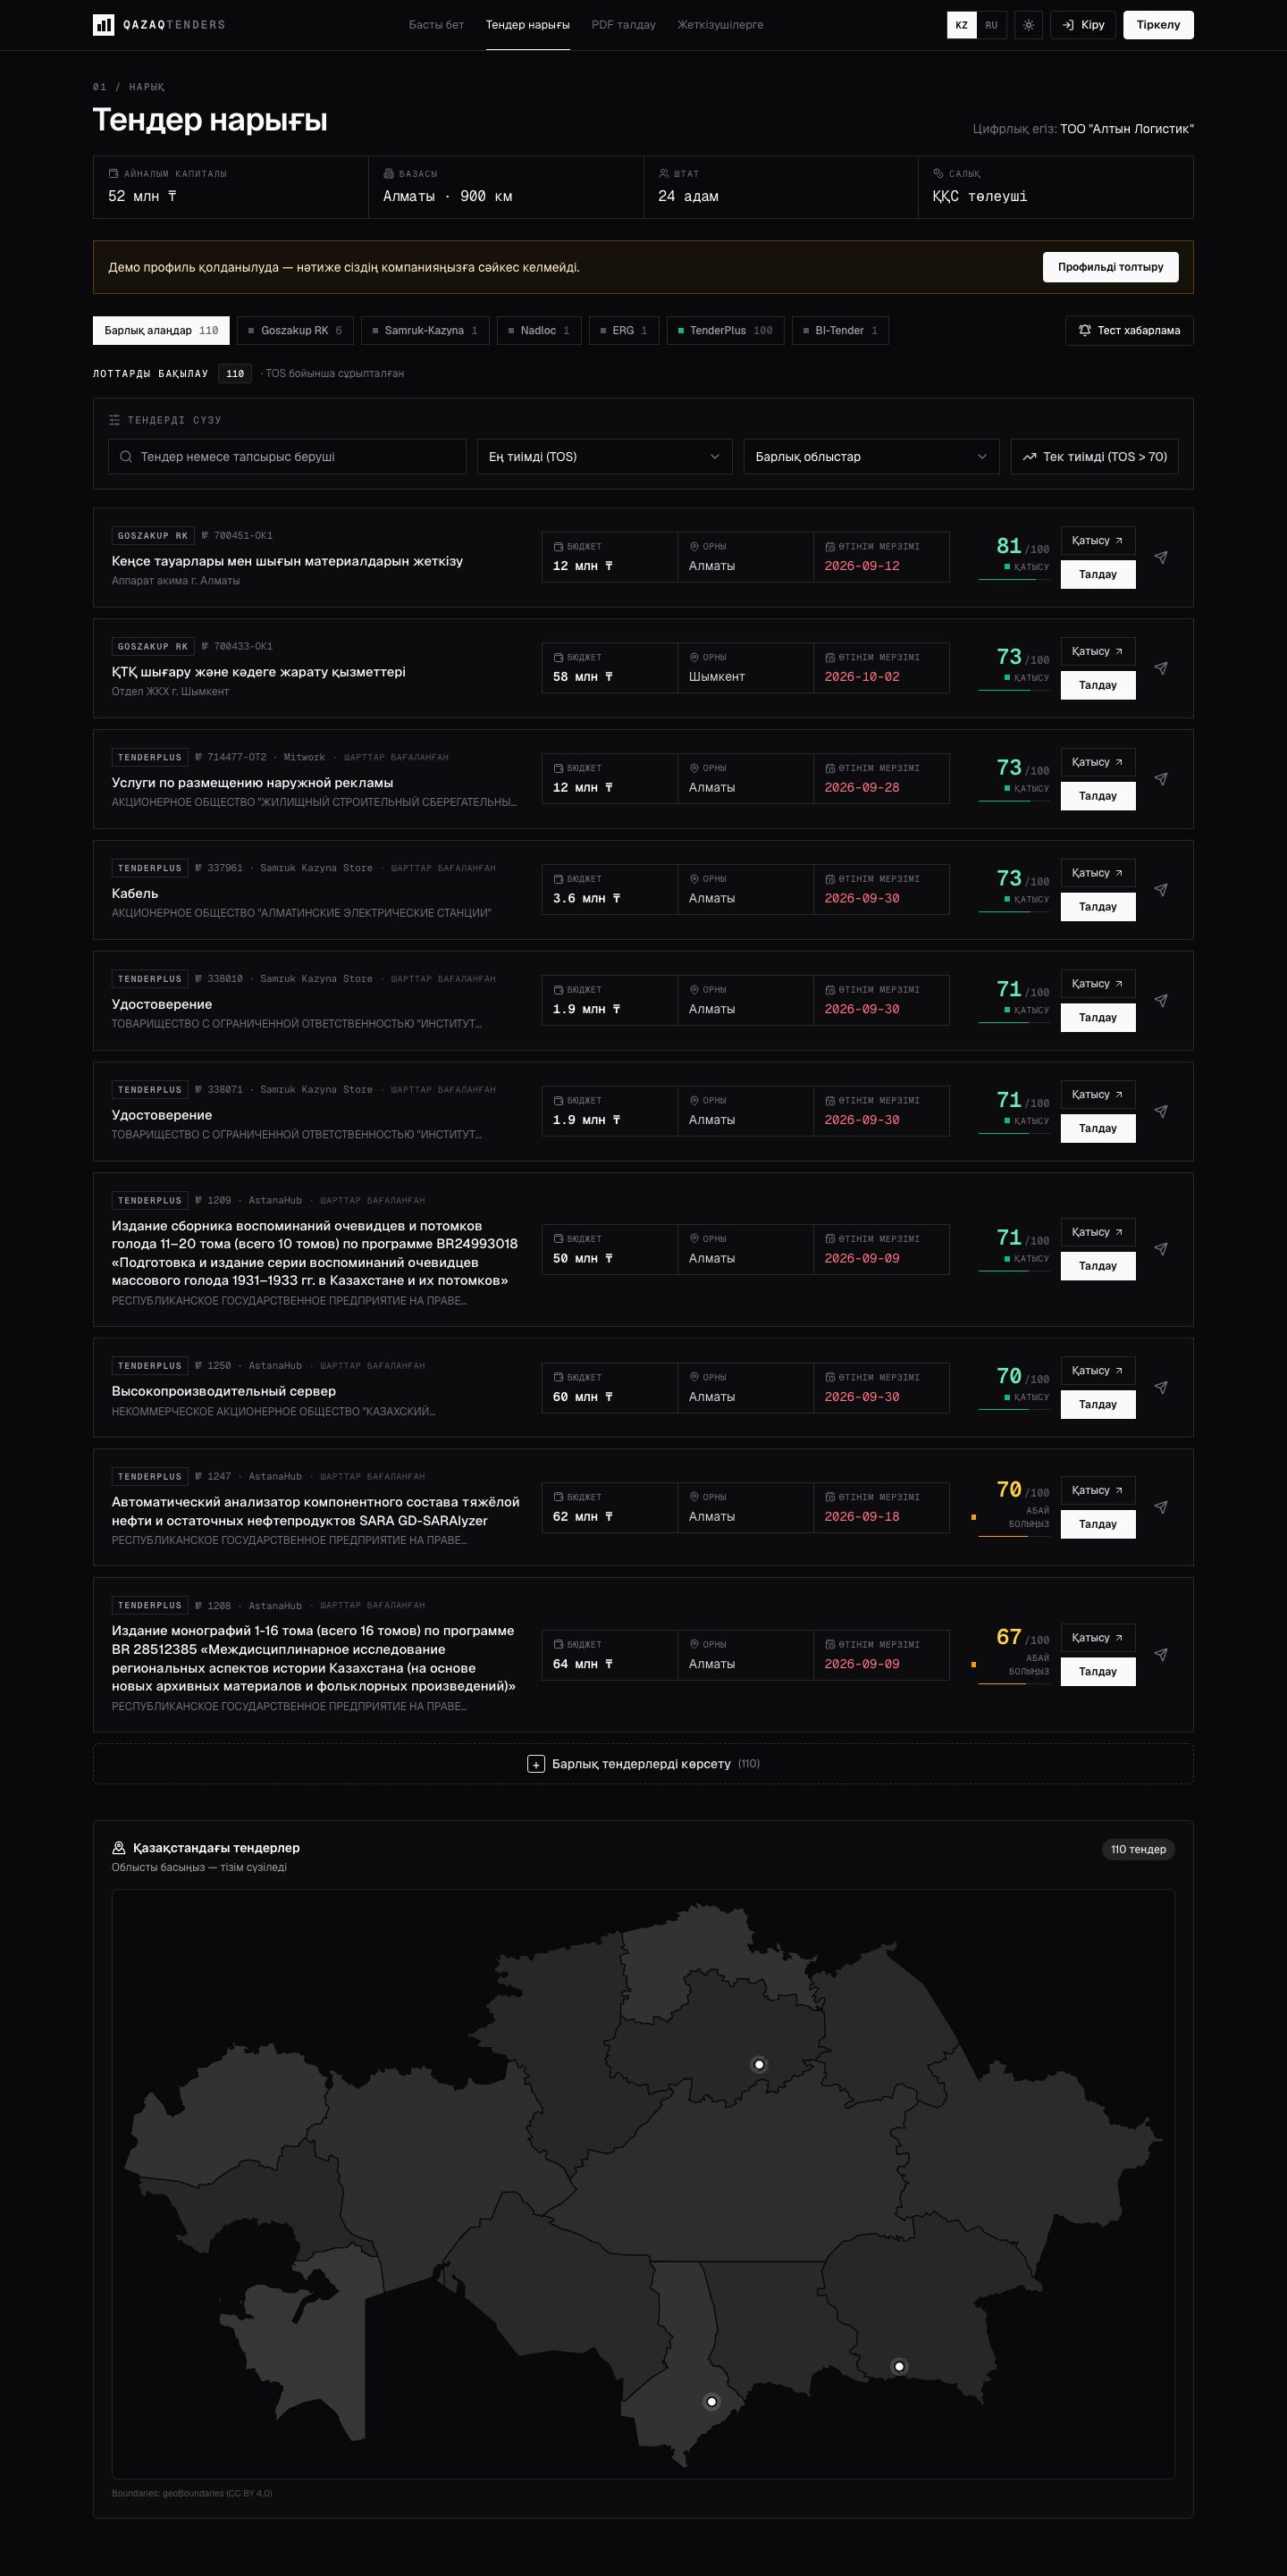 QAZAQTENDERS
Басты бет
Тендер нарығы
PDF талдау
Жеткізушілерге
KZ
RU
Кіру
Тіркелу
01 / НАРЫҚ
Тендер нарығы
Цифрлық егіз: ТОО "Алтын Логистик"
АЙНАЛЫМ КАПИТАЛЫ
52 млн ₸
БАЗАСЫ
Алматы · 900 км
ШТАТ
24 адам
САЛЫҚ
ҚҚС төлеуші
Демо профиль қолданылуда — нәтиже сіздің компанияңызға сәйкес келмейді.
Профильді толтыру
Барлық алаңдар 110
Goszakup RK 6
Samruk-Kazyna 1
Nadloc 1
ERG 1
TenderPlus 100
BI-Tender 1
Тест хабарлама
ЛОТТАРДЫ БАҚЫЛАУ 110 · TOS бойынша сұрыпталған
ТЕНДЕРДІ СҮЗУ
Тендер немесе тапсырыс беруші
Ең тиімді (TOS)
Барлық облыстар
Тек тиімді (TOS > 70)
GOSZAKUP RK № 700451-ОК1
Кеңсе тауарлары мен шығын материалдарын жеткізу
Аппарат акима г. Алматы
БЮДЖЕТ
12 млн ₸
ОРНЫ
Алматы
ӨТІНІМ МЕРЗІМІ
2026-09-12
81/100
ҚАТЫСУ
Қатысу
Талдау
GOSZAKUP RK № 700433-ОК1
ҚТҚ шығару және кәдеге жарату қызметтері
Отдел ЖКХ г. Шымкент
БЮДЖЕТ
58 млн ₸
ОРНЫ
Шымкент
ӨТІНІМ МЕРЗІМІ
2026-10-02
73/100
ҚАТЫСУ
Қатысу
Талдау
TENDERPLUS № 714477-ОТ2 · Mitwork · ШАРТТАР БАҒАЛАНҒАН
Услуги по размещению наружной рекламы
АКЦИОНЕРНОЕ ОБЩЕСТВО "ЖИЛИЩНЫЙ СТРОИТЕЛЬНЫЙ СБЕРЕГАТЕЛЬНЫ…
БЮДЖЕТ
12 млн ₸
ОРНЫ
Алматы
ӨТІНІМ МЕРЗІМІ
2026-09-28
73/100
ҚАТЫСУ
Қатысу
Талдау
TENDERPLUS № 337961 · Samruk Kazyna Store · ШАРТТАР БАҒАЛАНҒАН
Кабель
АКЦИОНЕРНОЕ ОБЩЕСТВО "АЛМАТИНСКИЕ ЭЛЕКТРИЧЕСКИЕ СТАНЦИИ"
БЮДЖЕТ
3.6 млн ₸
ОРНЫ
Алматы
ӨТІНІМ МЕРЗІМІ
2026-09-30
73/100
ҚАТЫСУ
Қатысу
Талдау
TENDERPLUS № 338010 · Samruk Kazyna Store · ШАРТТАР БАҒАЛАНҒАН
Удостоверение
ТОВАРИЩЕСТВО С ОГРАНИЧЕННОЙ ОТВЕТСТВЕННОСТЬЮ "ИНСТИТУТ…
БЮДЖЕТ
1.9 млн ₸
ОРНЫ
Алматы
ӨТІНІМ МЕРЗІМІ
2026-09-30
71/100
ҚАТЫСУ
Қатысу
Талдау
TENDERPLUS № 338071 · Samruk Kazyna Store · ШАРТТАР БАҒАЛАНҒАН
Удостоверение
ТОВАРИЩЕСТВО С ОГРАНИЧЕННОЙ ОТВЕТСТВЕННОСТЬЮ "ИНСТИТУТ…
БЮДЖЕТ
1.9 млн ₸
ОРНЫ
Алматы
ӨТІНІМ МЕРЗІМІ
2026-09-30
71/100
ҚАТЫСУ
Қатысу
Талдау
TENDERPLUS № 1209 · AstanaHub · ШАРТТАР БАҒАЛАНҒАН
Издание сборника воспоминаний очевидцев и потомков
голода 11–20 тома (всего 10 томов) по программе BR24993018
«Подготовка и издание серии воспоминаний очевидцев
массового голода 1931–1933 гг. в Казахстане и их потомков»
РЕСПУБЛИКАНСКОЕ ГОСУДАРСТВЕННОЕ ПРЕДПРИЯТИЕ НА ПРАВЕ…
БЮДЖЕТ
50 млн ₸
ОРНЫ
Алматы
ӨТІНІМ МЕРЗІМІ
2026-09-09
71/100
ҚАТЫСУ
Қатысу
Талдау
TENDERPLUS № 1250 · AstanaHub · ШАРТТАР БАҒАЛАНҒАН
Высокопроизводительный сервер
НЕКОММЕРЧЕСКОЕ АКЦИОНЕРНОЕ ОБЩЕСТВО "КАЗАХСКИЙ…
БЮДЖЕТ
60 млн ₸
ОРНЫ
Алматы
ӨТІНІМ МЕРЗІМІ
2026-09-30
70/100
ҚАТЫСУ
Қатысу
Талдау
TENDERPLUS № 1247 · AstanaHub · ШАРТТАР БАҒАЛАНҒАН
Автоматический анализатор компонентного состава тяжёлой
нефти и остаточных нефтепродуктов SARA GD-SARAlyzer
РЕСПУБЛИКАНСКОЕ ГОСУДАРСТВЕННОЕ ПРЕДПРИЯТИЕ НА ПРАВЕ…
БЮДЖЕТ
62 млн ₸
ОРНЫ
Алматы
ӨТІНІМ МЕРЗІМІ
2026-09-18
70/100
АБАЙ
БОЛЫҢЫЗ
Қатысу
Талдау
TENDERPLUS № 1208 · AstanaHub · ШАРТТАР БАҒАЛАНҒАН
Издание монографий 1-16 тома (всего 16 томов) по программе
BR 28512385 «Междисциплинарное исследование
региональных аспектов истории Казахстана (на основе
новых архивных материалов и фольклорных произведений)»
РЕСПУБЛИКАНСКОЕ ГОСУДАРСТВЕННОЕ ПРЕДПРИЯТИЕ НА ПРАВЕ…
БЮДЖЕТ
64 млн ₸
ОРНЫ
Алматы
ӨТІНІМ МЕРЗІМІ
2026-09-09
67/100
АБАЙ
БОЛЫҢЫЗ
Қатысу
Талдау
Барлық тендерлерді көрсету (110)
Қазақстандағы тендерлер
110 тендер
Облысты басыңыз — тізім сүзіледі
Boundaries: geoBoundaries (CC BY 4.0)